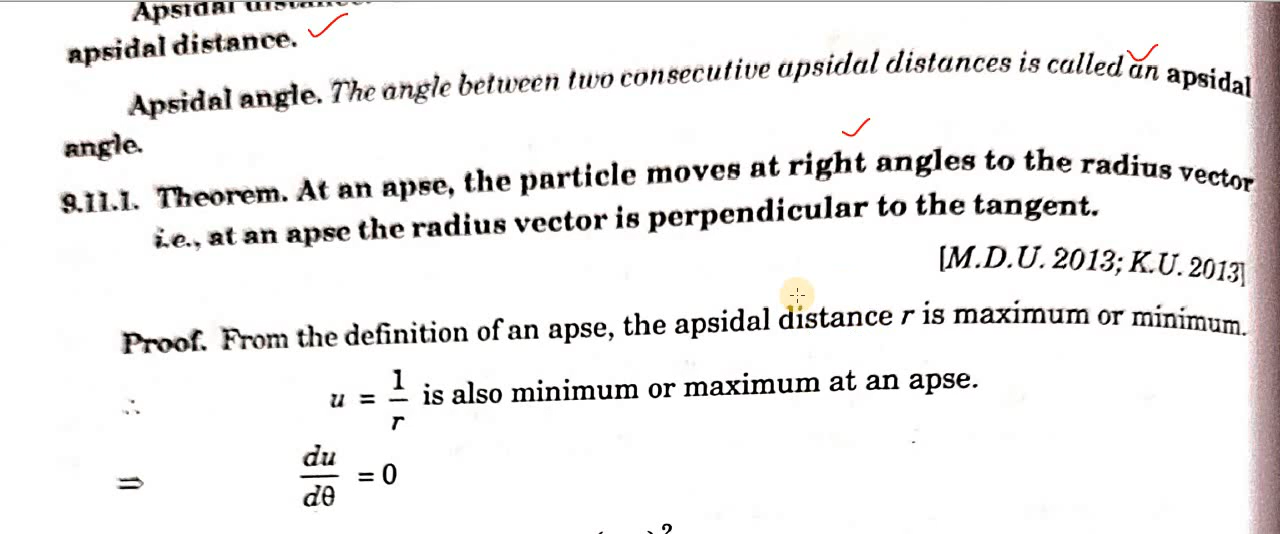 Apsidal distance.
apsidal distance.
Apsidal angle. The angle between two consecutive apsidal distances is called an apsidal
angle.
9.11.1. Theorem. At an apse, the particle moves at right angles to the radius vector
i.e., at an apse the radius vector is perpendicular to the tangent.
[M.D.U. 2013; K.U. 2013]
Proof. From the definition of an apse, the apsidal distance r is maximum or minimum.
∴ u = 1/r is also minimum or maximum at an apse.
⇒ du/dθ = 0
2